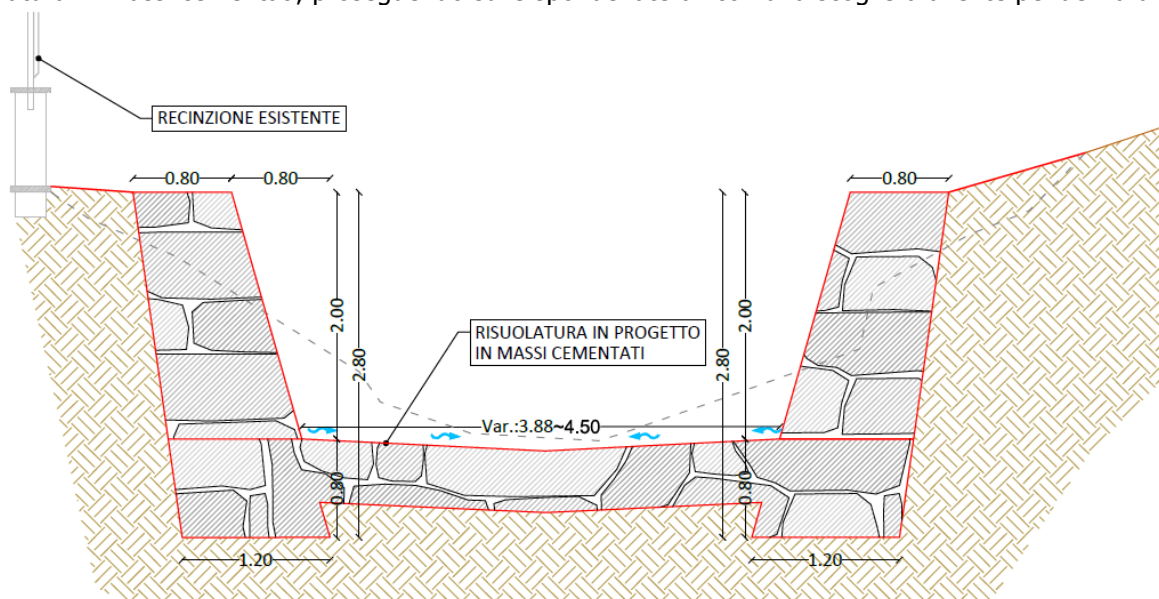 RECINZIONE ESISTENTE
0.80
0.80
0.80
2.00
2.80
2.80
2.00
RISUOLATURA IN PROGETTO
IN MASSI CEMENTATI
Var.:3.88~4.50
0.80
0.80
1.20
1.20